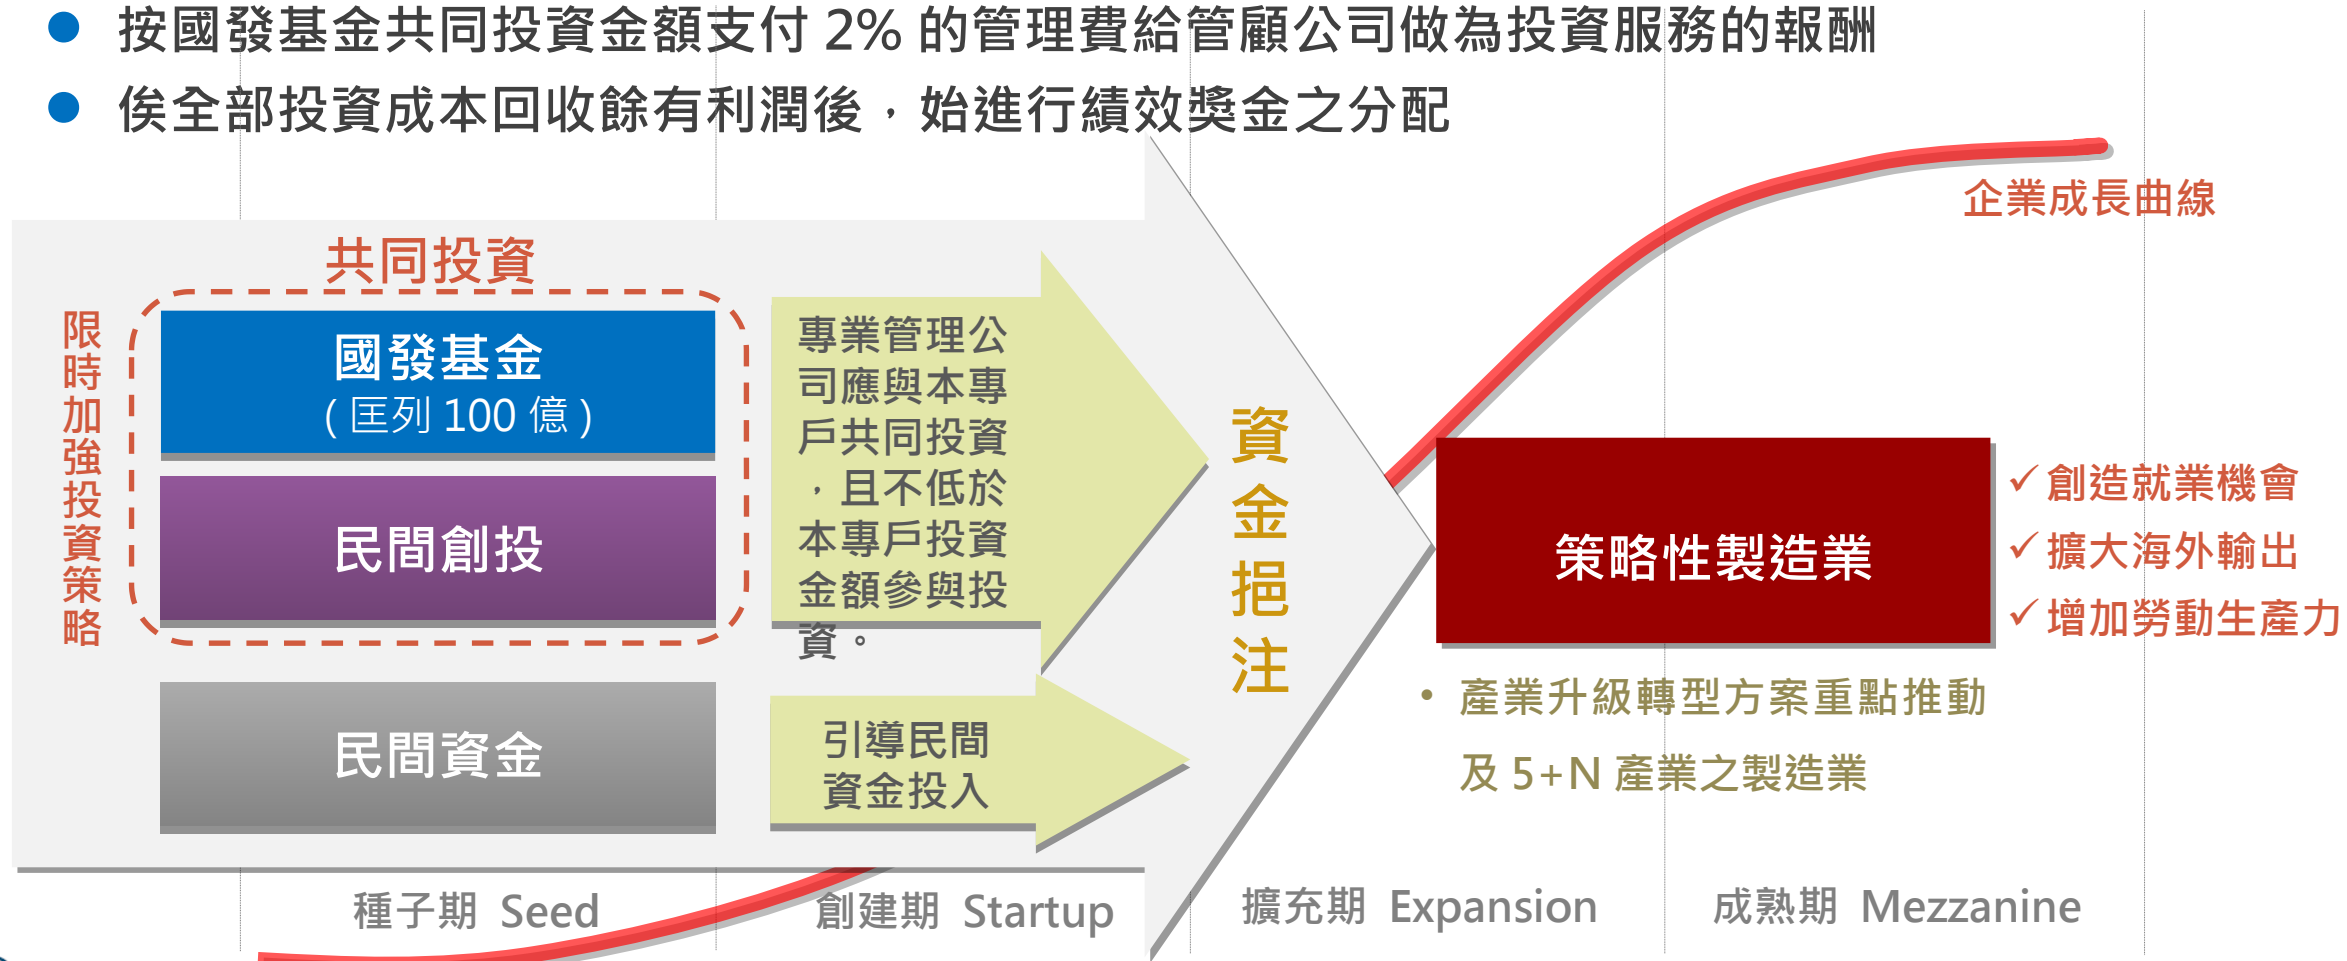 按國發基金共同投資金額支付 2% 的管理費給管顧公司做為投資服務的報酬
俟全部投資成本回收餘有利潤後，始進行績效獎金之分配
企業成長曲線
共同投資
限時加強投資策略
國發基金
( 匡列 100 億 )
民間創投
民間資金
專業管理公
司應與本專
戶共同投資
，且不低於
本專戶投資
金額參與投
資。
引導民間
資金投入
資金挹注
策略性製造業
✓創造就業機會
✓擴大海外輸出
✓增加勞動生產力
• 產業升級轉型方案重點推動
及 5+N 產業之製造業
種子期 Seed
創建期 Startup
擴充期 Expansion
成熟期 Mezzanine